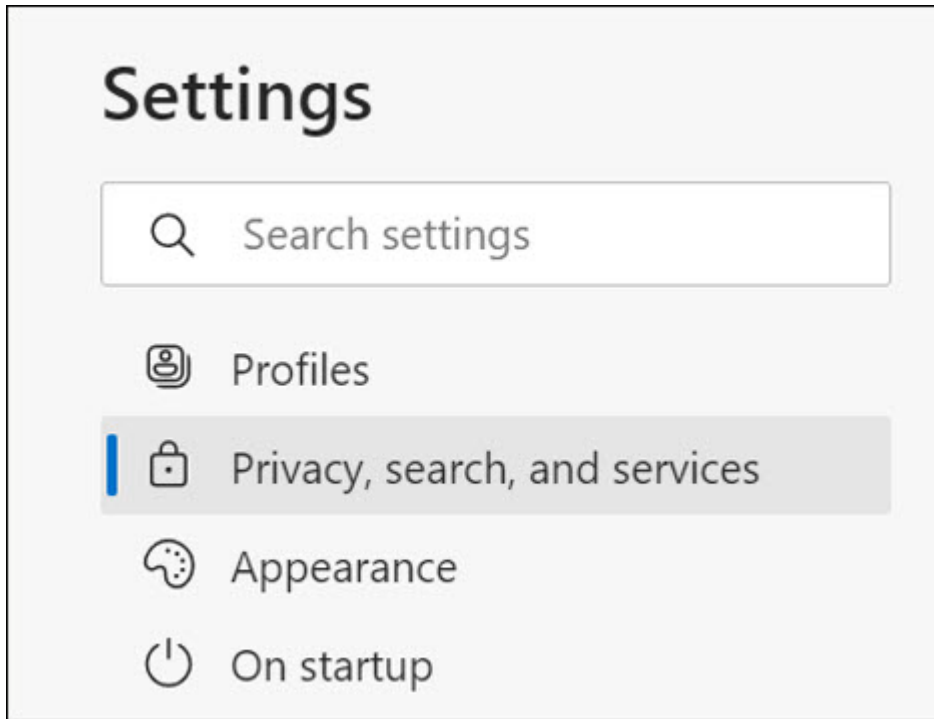 Settings
Search settings
Profiles
Privacy, search, and services
Appearance
On startup